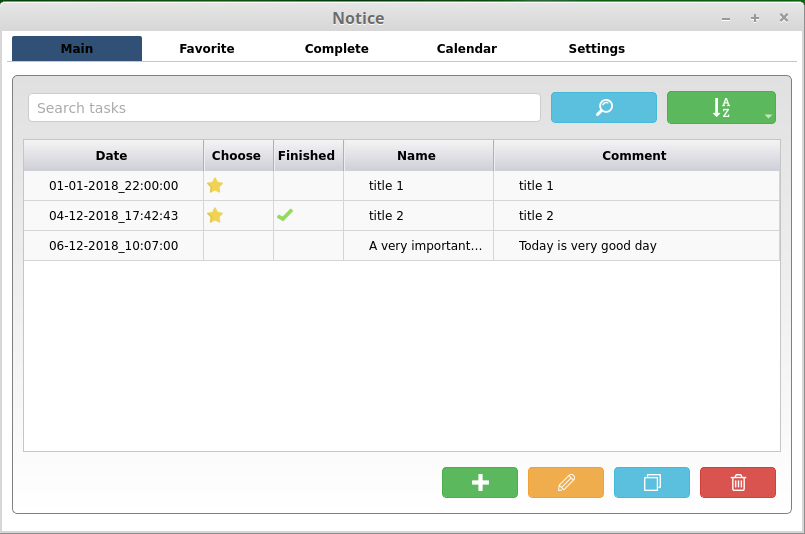 Notice
Main Favorite Complete Calendar Settings
Search tasks A Z
Date Choose Finished Name Comment
01-01-2018_22:00:00 title 1 title 1
04-12-2018_17:42:43 title 2 title 2
06-12-2018_10:07:00 A very important... Today is very good day